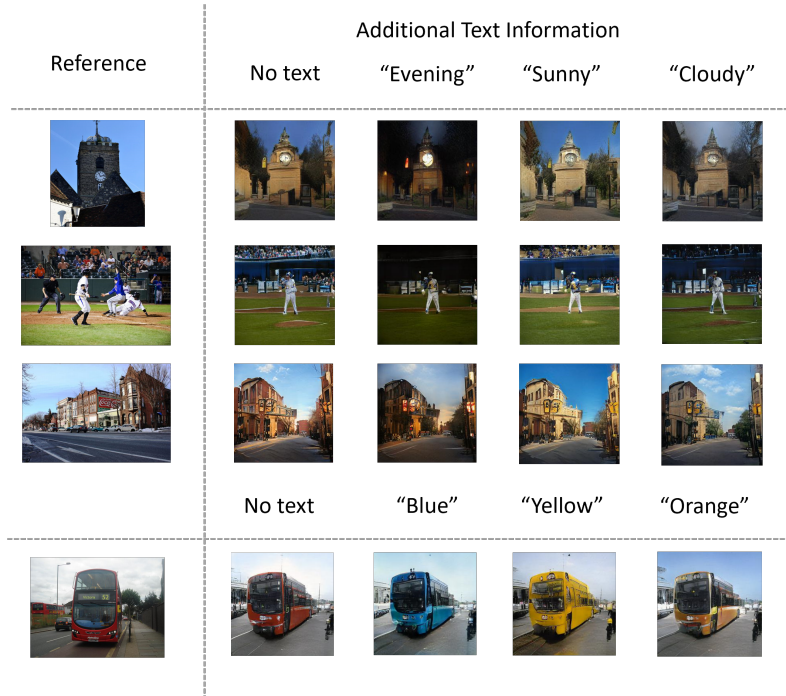 Additional Text Information
Reference
No text "Evening" "Sunny" "Cloudy"
No text "Blue" "Yellow" "Orange"